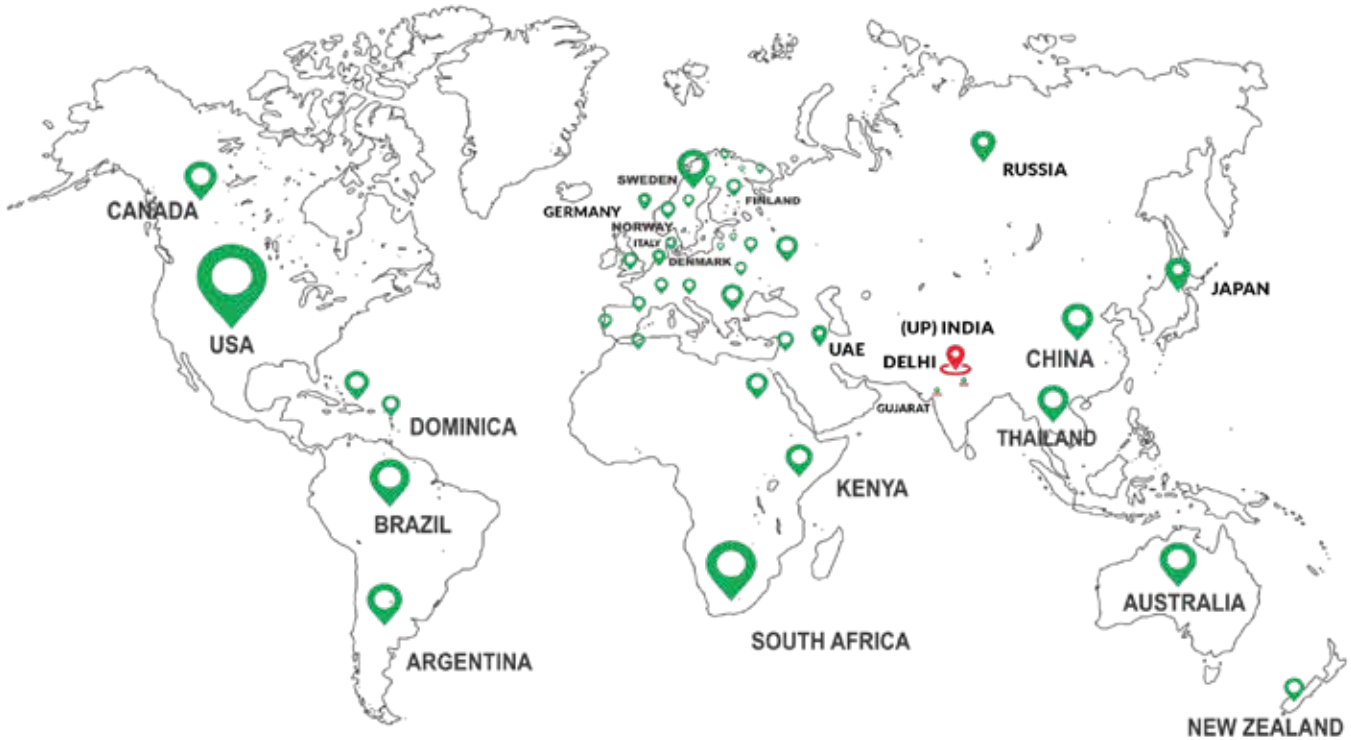 RUSSIA
SWEDEN
CANADA
FINLAND
GERMANY
NORWAY
ITALY
DENMARK
JAPAN
(UP) INDIA
USA
UAE
DELHI
CHINA
GUJARAT
DOMINICA
THAILAND
KENYA
BRAZIL
AUSTRALIA
SOUTH AFRICA
ARGENTINA
NEW ZEALAND